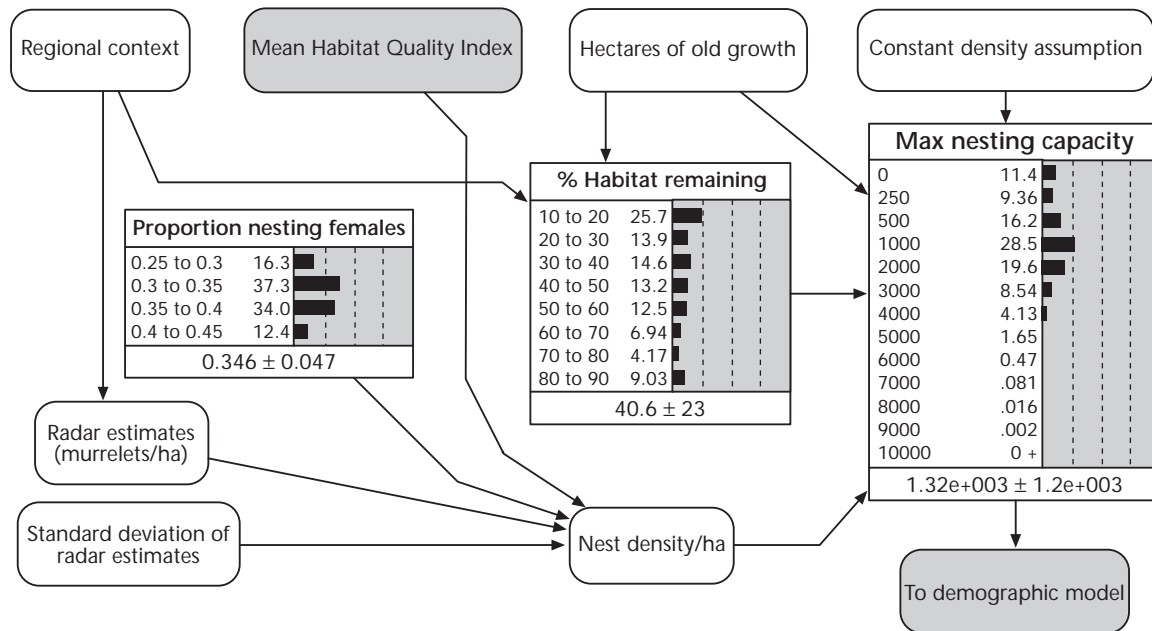 Regional context
Mean Habitat Quality Index
Hectares of old growth
Constant density assumption
Max nesting capacity
0 11.4
250 9.36
500 16.2
1000 28.5
2000 19.6
3000 8.54
4000 4.13
5000 1.65
6000 0.47
7000 .081
8000 .016
9000 .002
10000 0 +
1.32e+003 ± 1.2e+003
% Habitat remaining
10 to 20 25.7
20 to 30 13.9
30 to 40 14.6
40 to 50 13.2
50 to 60 12.5
60 to 70 6.94
70 to 80 4.17
80 to 90 9.03
40.6 ± 23
Proportion nesting females
0.25 to 0.3 16.3
0.3 to 0.35 37.3
0.35 to 0.4 34.0
0.4 to 0.45 12.4
0.346 ± 0.047
Radar estimates
(murrelets/ha)
Standard deviation of
radar estimates
Nest density/ha
To demographic model